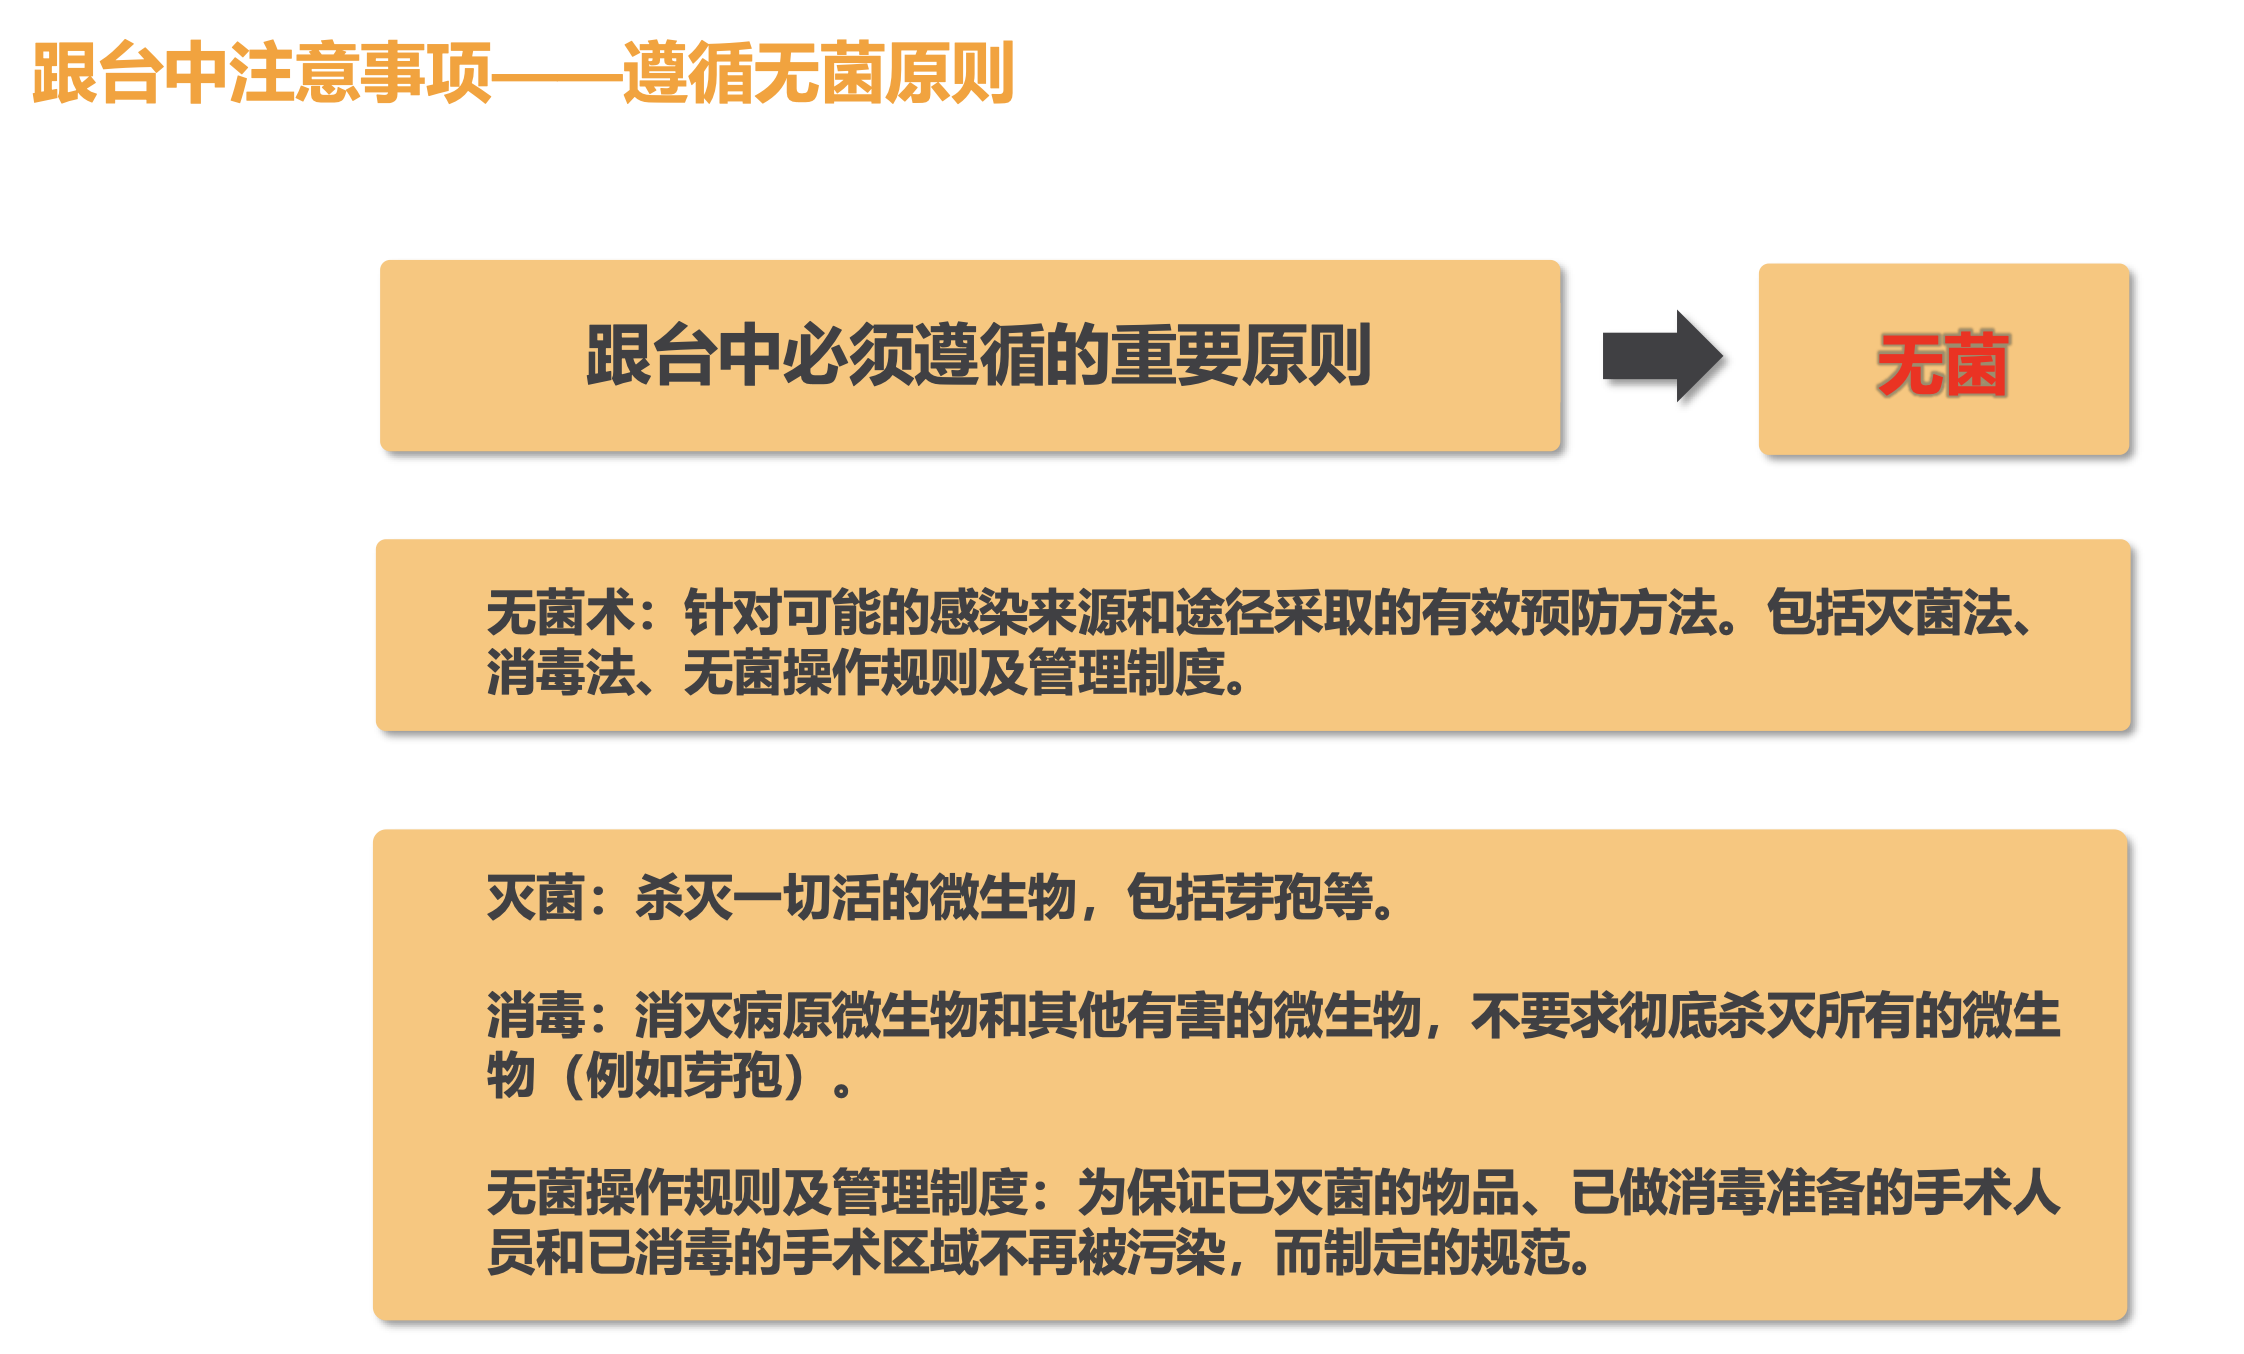 跟台中注意事项——遵循无菌原则
跟台中必须遵循的重要原则
无菌
无菌术：针对可能的感染来源和途径采取的有效预防方法。包括灭菌法、
消毒法、无菌操作规则及管理制度。
灭菌：杀灭一切活的微生物，包括芽孢等。
消毒：消灭病原微生物和其他有害的微生物，不要求彻底杀灭所有的微生
物（例如芽孢）。
无菌操作规则及管理制度：为保证已灭菌的物品、已做消毒准备的手术人
员和已消毒的手术区域不再被污染，而制定的规范。